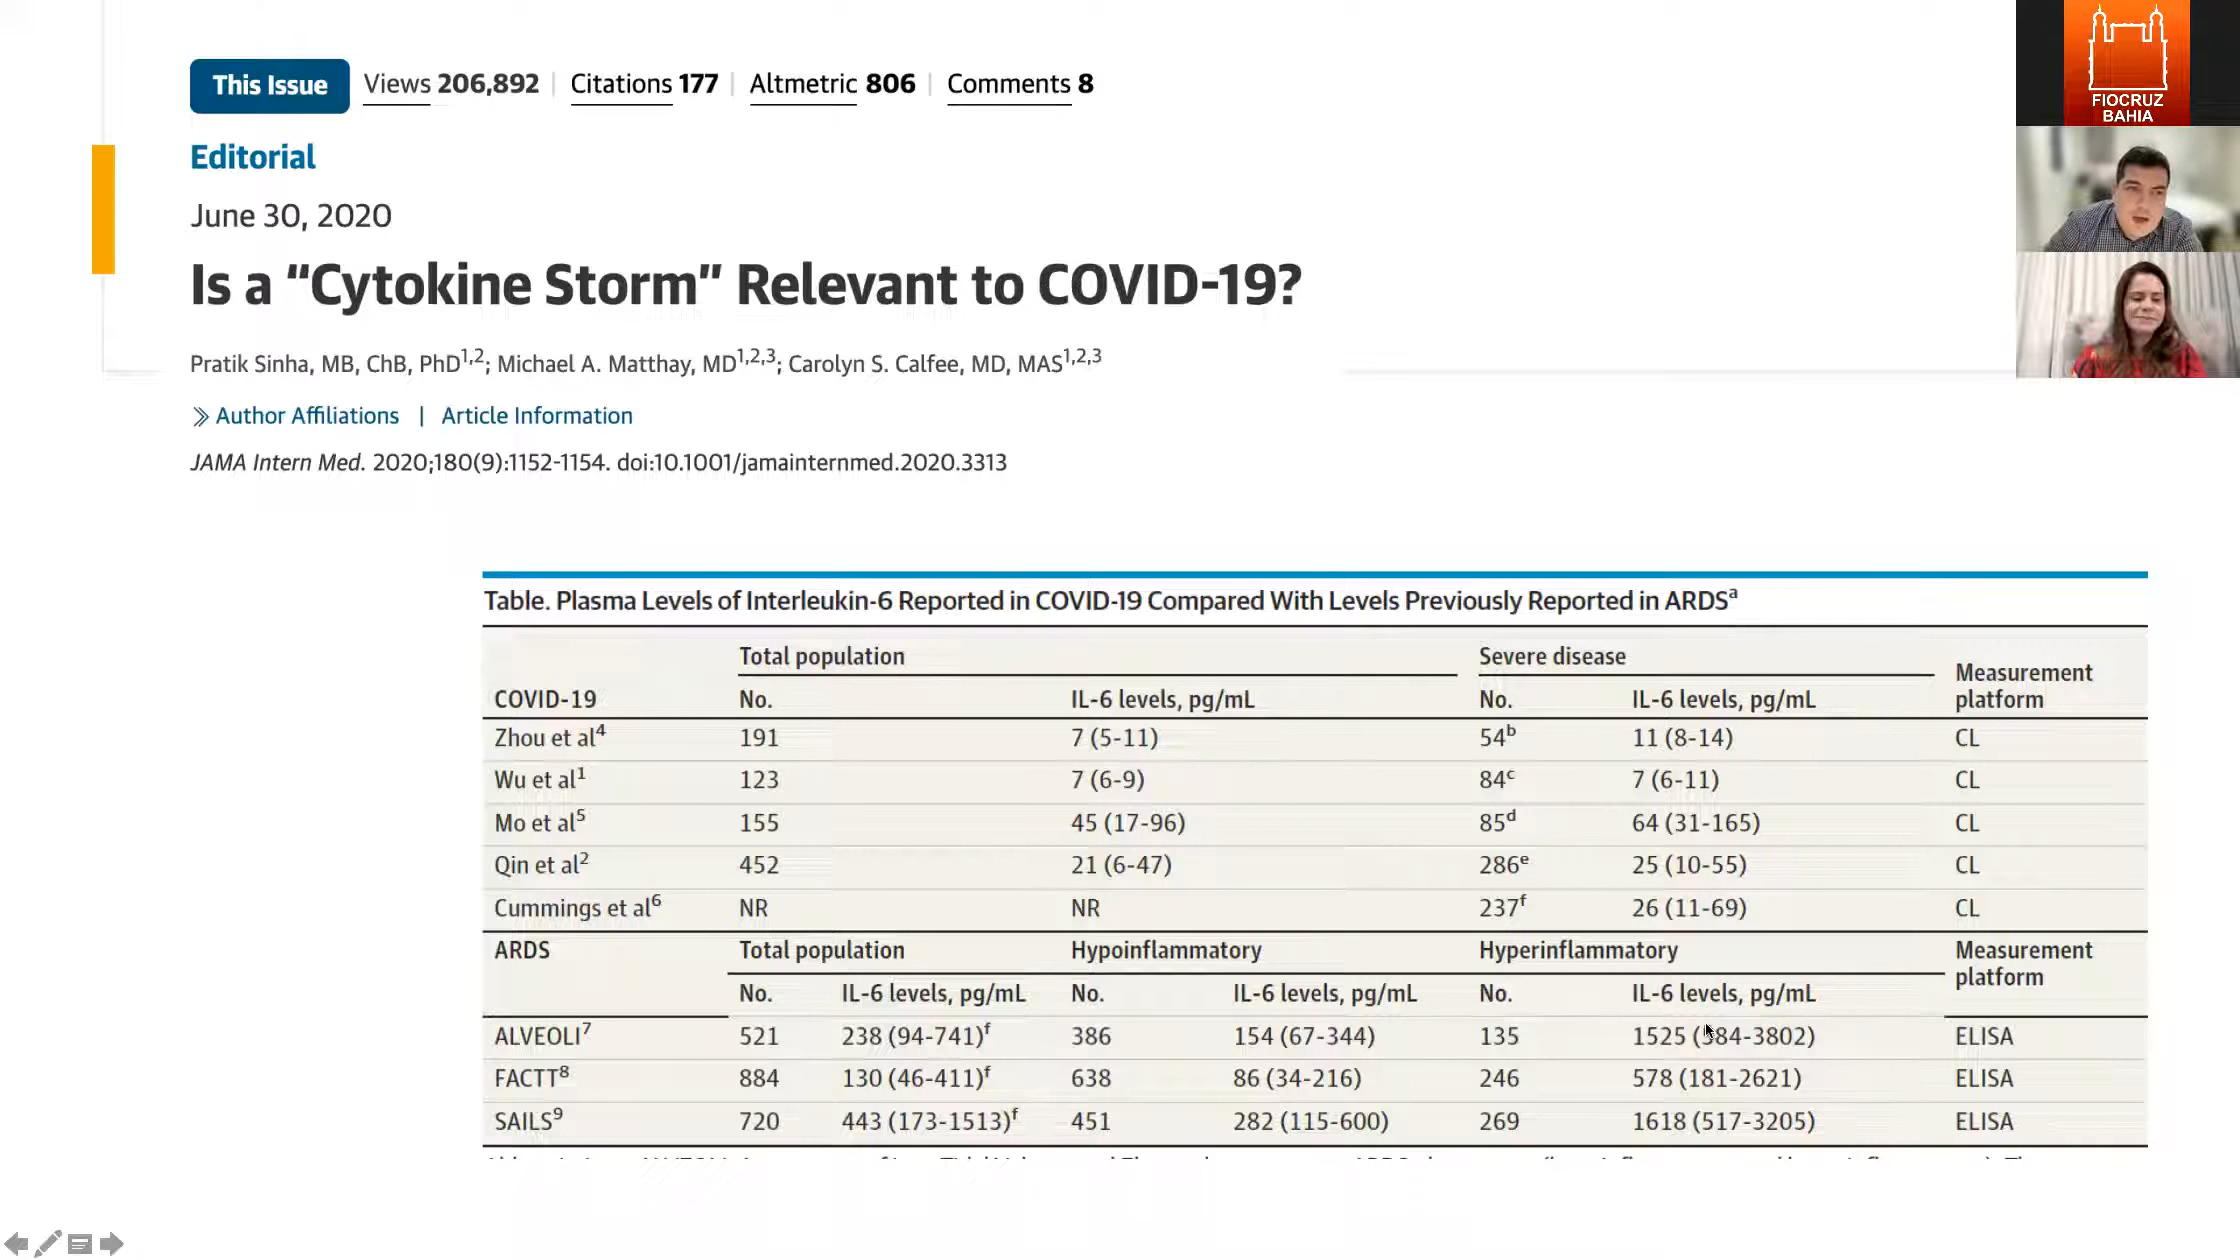 This Issue Views 206,892 | Citations 177 | Altmetric 806 | Comments 8
FIOCRUZ
BAHIA
Editorial
June 30, 2020
Is a “Cytokine Storm” Relevant to COVID-19?
Pratik Sinha, MB, ChB, PhD1,2; Michael A. Matthay, MD1,2,3; Carolyn S. Calfee, MD, MAS1,2,3
Author Affiliations | Article Information
JAMA Intern Med. 2020;180(9):1152-1154. doi:10.1001/jamainternmed.2020.3313
Table. Plasma Levels of Interleukin-6 Reported in COVID-19 Compared With Levels Previously Reported in ARDSa
Total population Severe disease Measurement platform
COVID-19 No. IL-6 levels, pg/mL No. IL-6 levels, pg/mL
Zhou et al4 191 7 (5-11) 54b 11 (8-14) CL
Wu et al1 123 7 (6-9) 84c 7 (6-11) CL
Mo et al5 155 45 (17-96) 85d 64 (31-165) CL
Qin et al2 452 21 (6-47) 286e 25 (10-55) CL
Cummings et al6 NR NR 237f 26 (11-69) CL
ARDS Total population Hypoinflammatory Hyperinflammatory Measurement platform
No. IL-6 levels, pg/mL No. IL-6 levels, pg/mL No. IL-6 levels, pg/mL
ALVEOLI7 521 238 (94-741)f 386 154 (67-344) 135 1525 ELISA
FACTT8 884 130 (46-411)f 638 86 (34-216) 246 578 (181-2621) ELISA
SAILS9 720 443 (173-1513)f 451 282 (115-600) 269 1618 (517-3205) ELISA